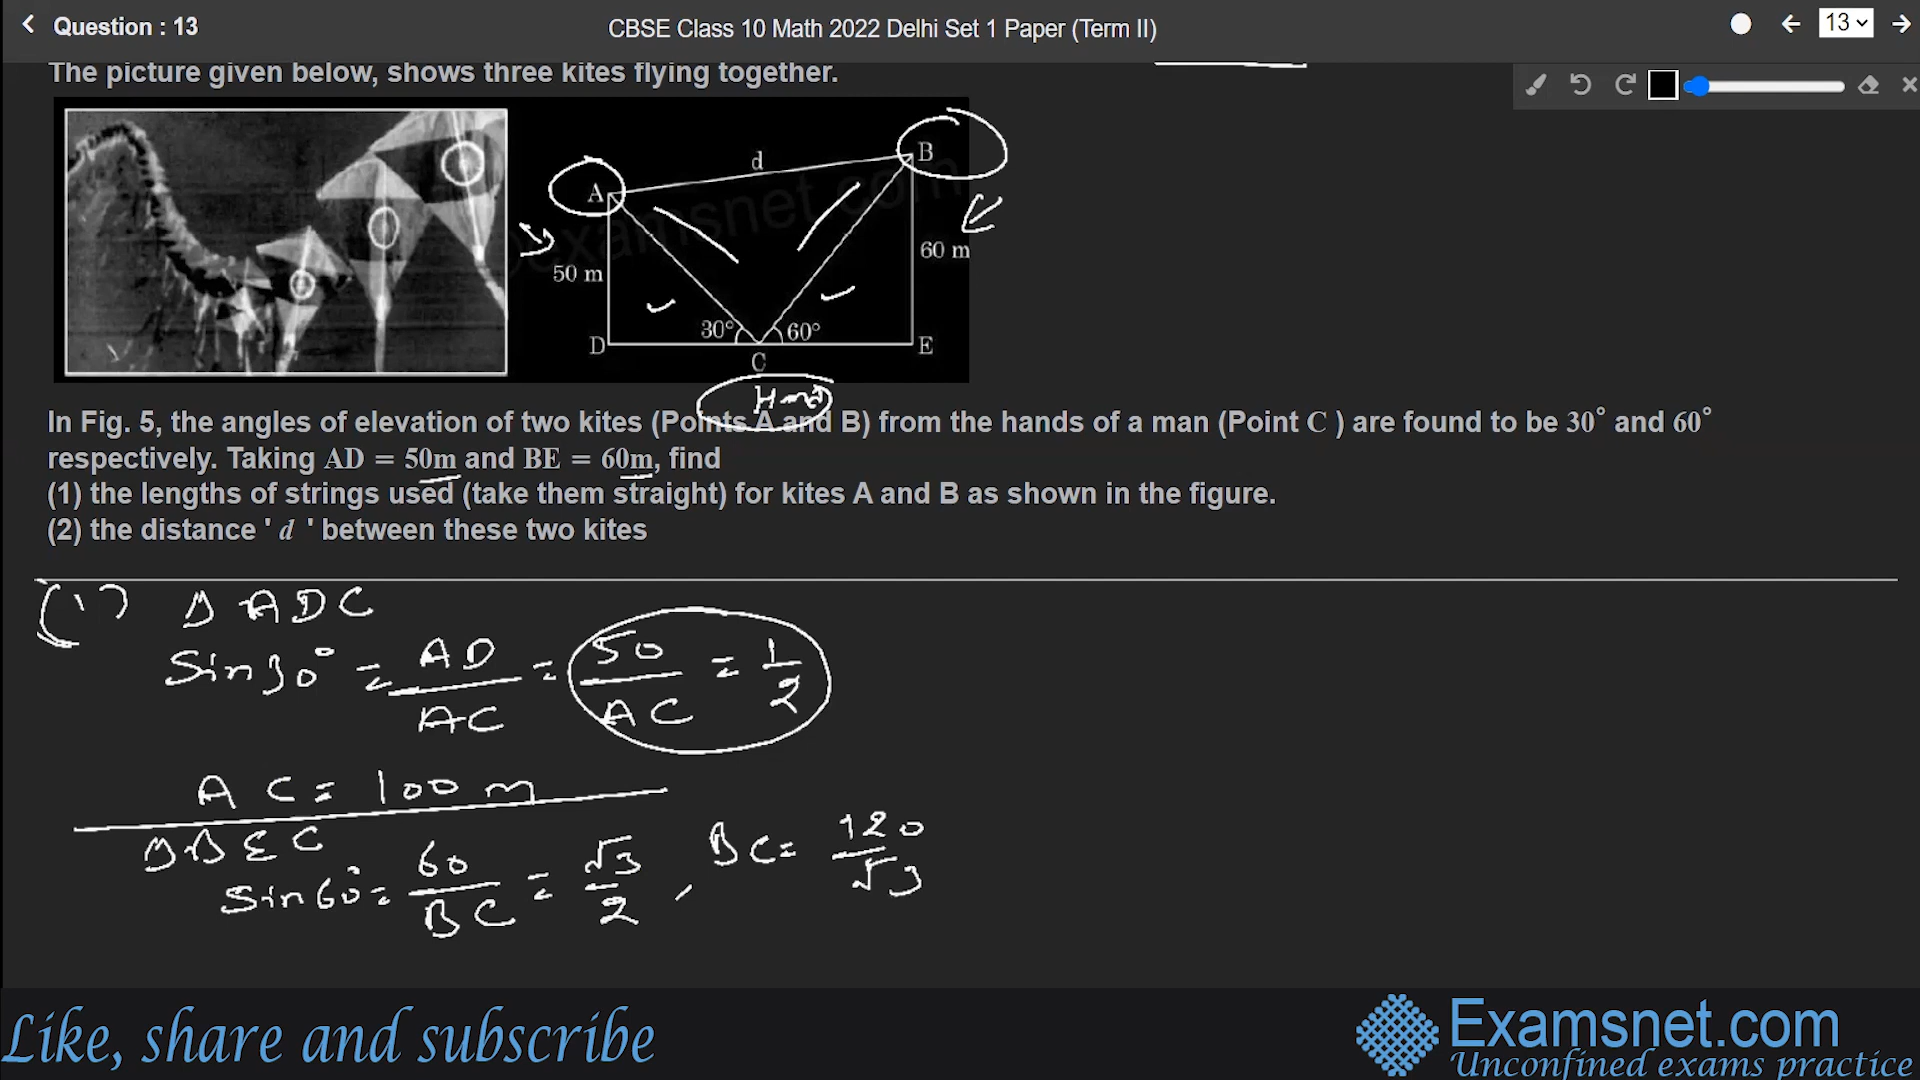 Question : 13
CBSE Class 10 Math 2022 Delhi Set 1 Paper (Term II)
13
The picture given below, shows three kites flying together.
A
d
B
50 m
60 m
30°
60°
D
C
E
Hand
In Fig. 5, the angles of elevation of two kites (Points A and B) from the hands of a man (Point C ) are found to be 30° and 60°
respectively. Taking AD = 50m and BE = 60m, find
(1) the lengths of strings used (take them straight) for kites A and B as shown in the figure.
(2) the distance ' d ' between these two kites
(1) Δ ADC
Sin30° = AD/AC = 50/AC = 1/2
AC = 100 m
Δ BEC
Sin60° = 60/BC = √3/2 , BC = 120/√3
Like, share and subscribe
Examsnet.com
Unconfined exams practice